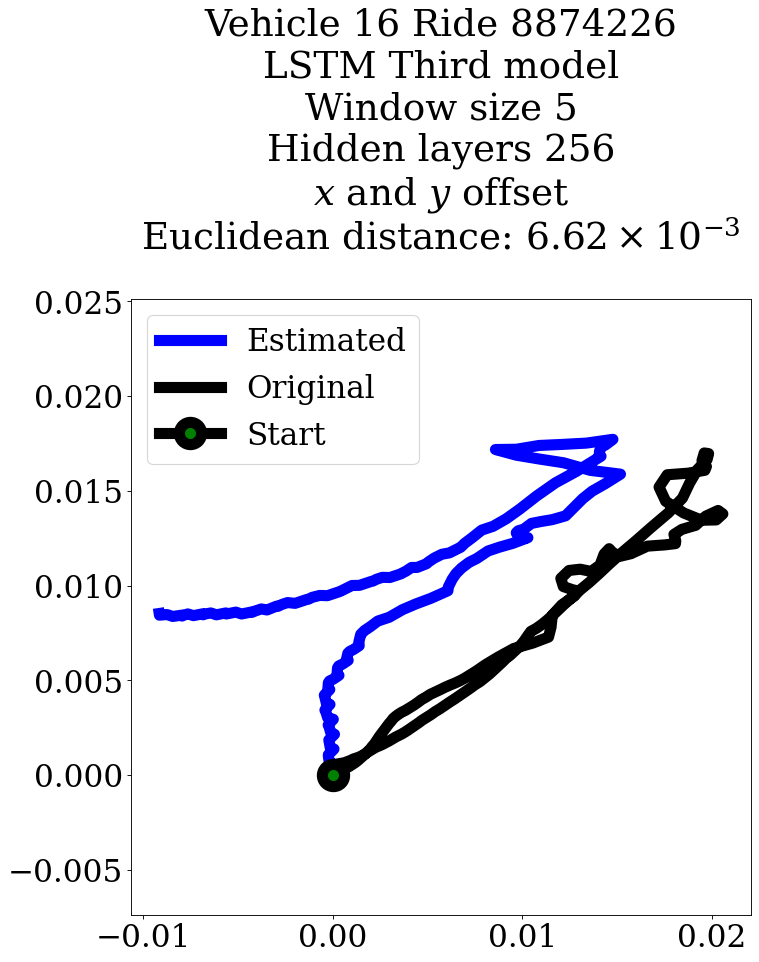 Vehicle 16 Ride 8874226
LSTM Third model
Window size 5
Hidden layers 256
x and y offset
Euclidean distance: 6.62 × 10⁻³
0.025
0.020
0.015
0.010
0.005
0.000
−0.005
Estimated
Original
Start
−0.01
0.00
0.01
0.02